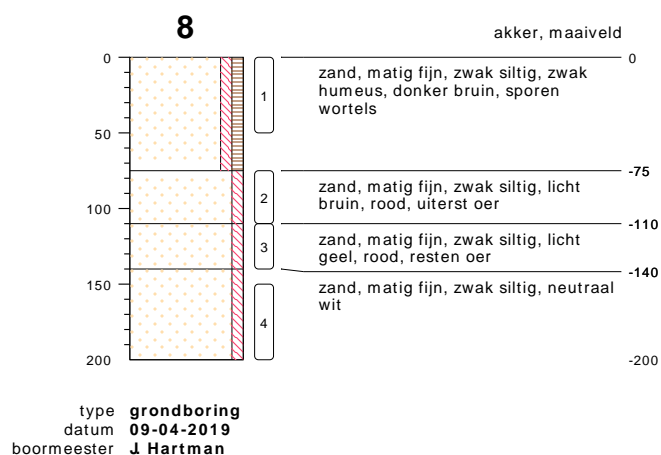 8
akker, maaiveld
0
0
zand, matig fijn, zwak siltig, zwak
humeus, donker bruin, sporen
wortels
1
50
-75
zand, matig fijn, zwak siltig, licht
bruin, rood, uiterst oer
2
100
-110
zand, matig fijn, zwak siltig, licht
geel, rood, resten oer
3
-140
zand, matig fijn, zwak siltig, neutraal
wit
150
4
200
-200
type grondboring
datum 09-04-2019
boormeester J. Hartman